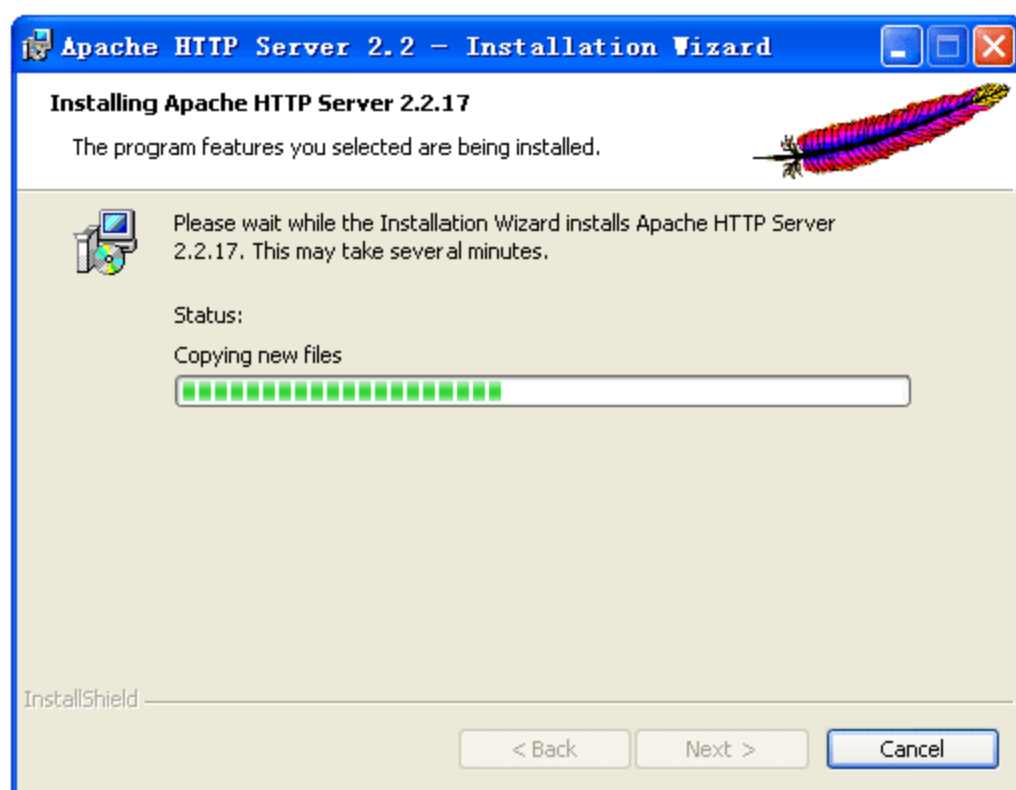 Apache HTTP Server 2.2 - Installation Wizard
Installing Apache HTTP Server 2.2.17
The program features you selected are being installed.
Please wait while the Installation Wizard installs Apache HTTP Server
2.2.17. This may take several minutes.
Status:
Copying new files
InstallShield
< Back
Next >
Cancel